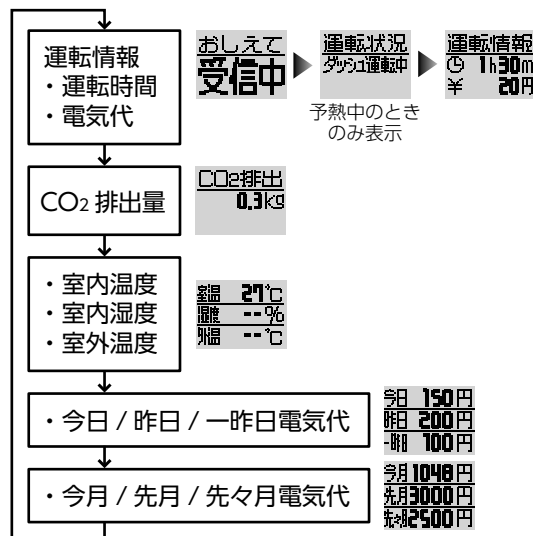 運転情報
・運転時間
・電気代
おしえて
受信中
運転状況
ダッシュ運転中
予熱中のとき
のみ表示
運転情報
1h30m
¥ 20円
CO2 排出量
CO2排出
0.3kg
・室内温度
・室内湿度
・室外温度
室温 27℃
湿度 --%
外温 --℃
・今日 / 昨日 / 一昨日電気代
今日 150円
昨日 200円
一昨日 100円
・今月 / 先月 / 先々月電気代
今月1048円
先月3000円
先々月2500円